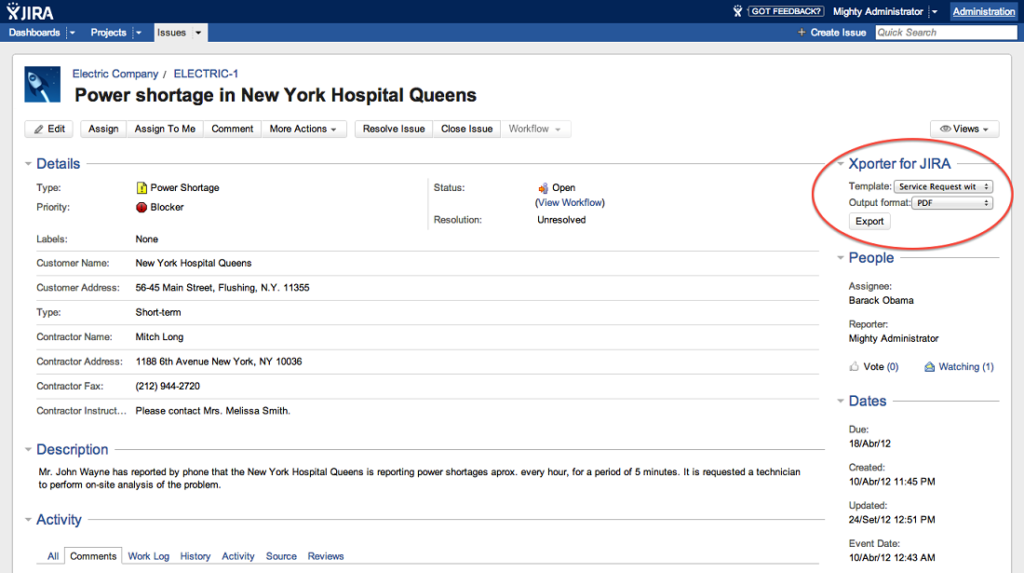 JIRA GOT FEEDBACK? Mighty Administrator Administration
Dashboards Projects Issues + Create Issue Quick Search
Electric Company / ELECTRIC-1
Power shortage in New York Hospital Queens
Edit Assign Assign To Me Comment More Actions Resolve Issue Close Issue Workflow Views
Details
Type: Power Shortage Status: Open
(View Workflow)
Priority: Blocker
Resolution: Unresolved
Labels: None
Customer Name: New York Hospital Queens
Customer Address: 56-45 Main Street, Flushing, N.Y. 11355
Type: Short-term
Contractor Name: Mitch Long
Contractor Address: 1188 6th Avenue New York, NY 10036
Contractor Fax: (212) 944-2720
Contractor Instruct... Please contact Mrs. Melissa Smith.
Description
Mr. John Wayne has reported by phone that the New York Hospital Queens is reporting power shortages aprox. every hour, for a period of 5 minutes. It is requested a technician
to perform on-site analysis of the problem.
Activity
All Comments Work Log History Activity Source Reviews
Xporter for JIRA
Template: Service Request wit
Output format: PDF
Export
People
Assignee:
Barack Obama
Reporter:
Mighty Administrator
Vote (0) Watching (1)
Dates
Due:
18/Abr/12
Created:
10/Abr/12 11:45 PM
Updated:
24/Set/12 12:51 PM
Event Date:
10/Abr/12 12:43 AM